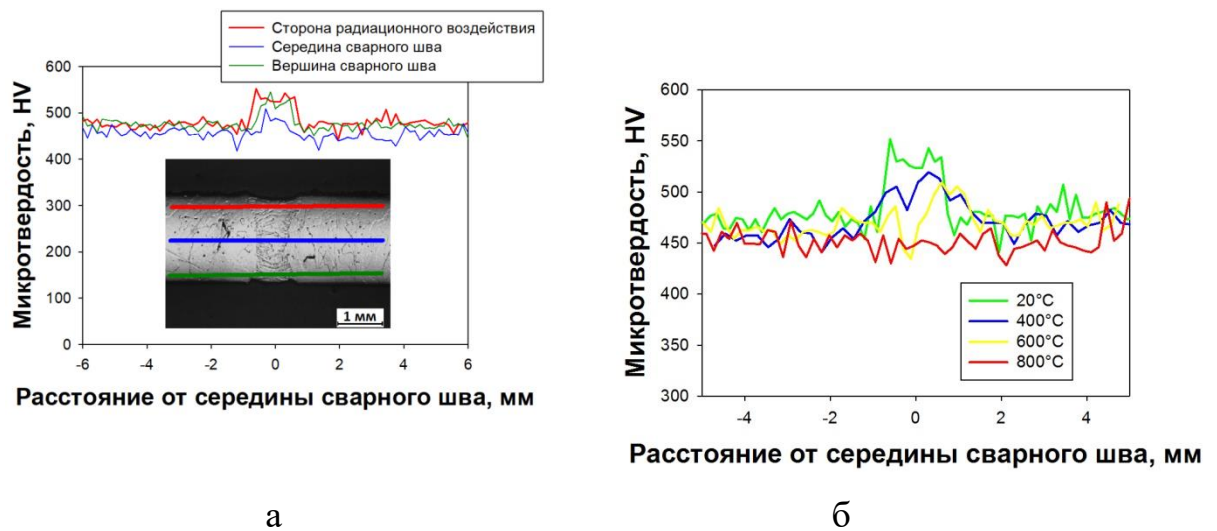 Сторона радиационного воздействия
Середина сварного шва
Вершина сварного шва
Микротвердость, HV
600
500
400
300
200
100
0
1 мм
-6
-4
-2
0
2
4
6
Расстояние от середины сварного шва, мм
а
Микротвердость, HV
600
550
500
450
400
350
300
20°C
400°C
600°C
800°C
-4
-2
0
2
4
Расстояние от середины сварного шва, мм
б